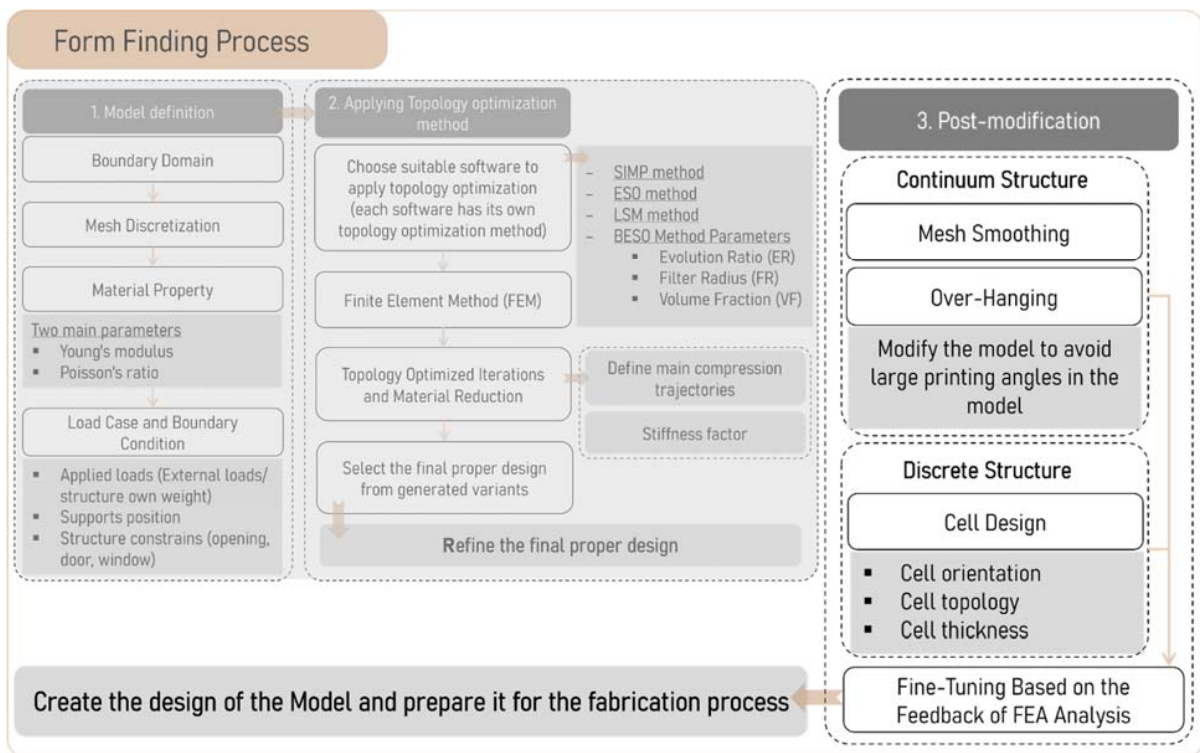 Form Finding Process
1. Model definition
Boundary Domain
Mesh Discretization
Material Property
Two main parameters
▪ Young's modulus
▪ Poisson's ratio
Load Case and Boundary
Condition
▪ Applied loads (External loads/
structure own weight)
▪ Supports position
▪ Structure constrains (opening,
door, window)
2. Applying Topology optimization
method
Choose suitable software to
apply topology optimization
(each software has its own
topology optimization method)
- SIMP method
- ESO method
- LSM method
- BESO Method Parameters
▪ Evolution Ratio (ER)
▪ Filter Radius (FR)
▪ Volume Fraction (VF)
Finite Element Method (FEM)
Topology Optimized Iterations
and Material Reduction
Define main compression
trajectories
Stiffness factor
Select the final proper design
from generated variants
Refine the final proper design
3. Post-modification
Continuum Structure
Mesh Smoothing
Over-Hanging
Modify the model to avoid
large printing angles in the
model
Discrete Structure
Cell Design
▪ Cell orientation
▪ Cell topology
▪ Cell thickness
Fine-Tuning Based on the
Feedback of FEA Analysis
Create the design of the Model and prepare it for the fabrication process